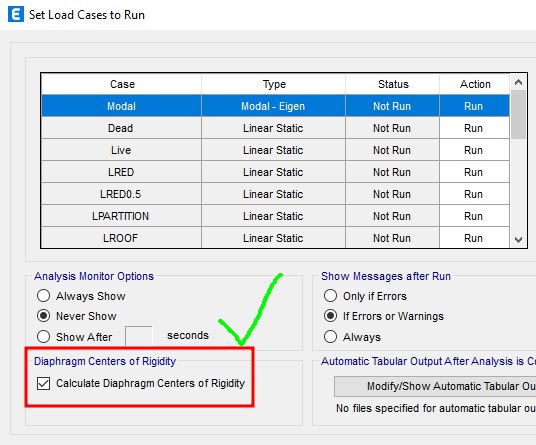 E Set Load Cases to Run
Case Type Status Action
Modal Modal - Eigen Not Run Run
Dead Linear Static Not Run Run
Live Linear Static Not Run Run
LRED Linear Static Not Run Run
LRED0.5 Linear Static Not Run Run
LPARTITION Linear Static Not Run Run
LROOF Linear Static Not Run Run
Analysis Monitor Options
Always Show
Never Show
Show After seconds
Show Messages after Run
Only if Errors
If Errors or Warnings
Always
Diaphragm Centers of Rigidity
Calculate Diaphragm Centers of Rigidity
Automatic Tabular Output After Analysis is Co
Modify/Show Automatic Tabular Ou
No files specified for automatic tabular out